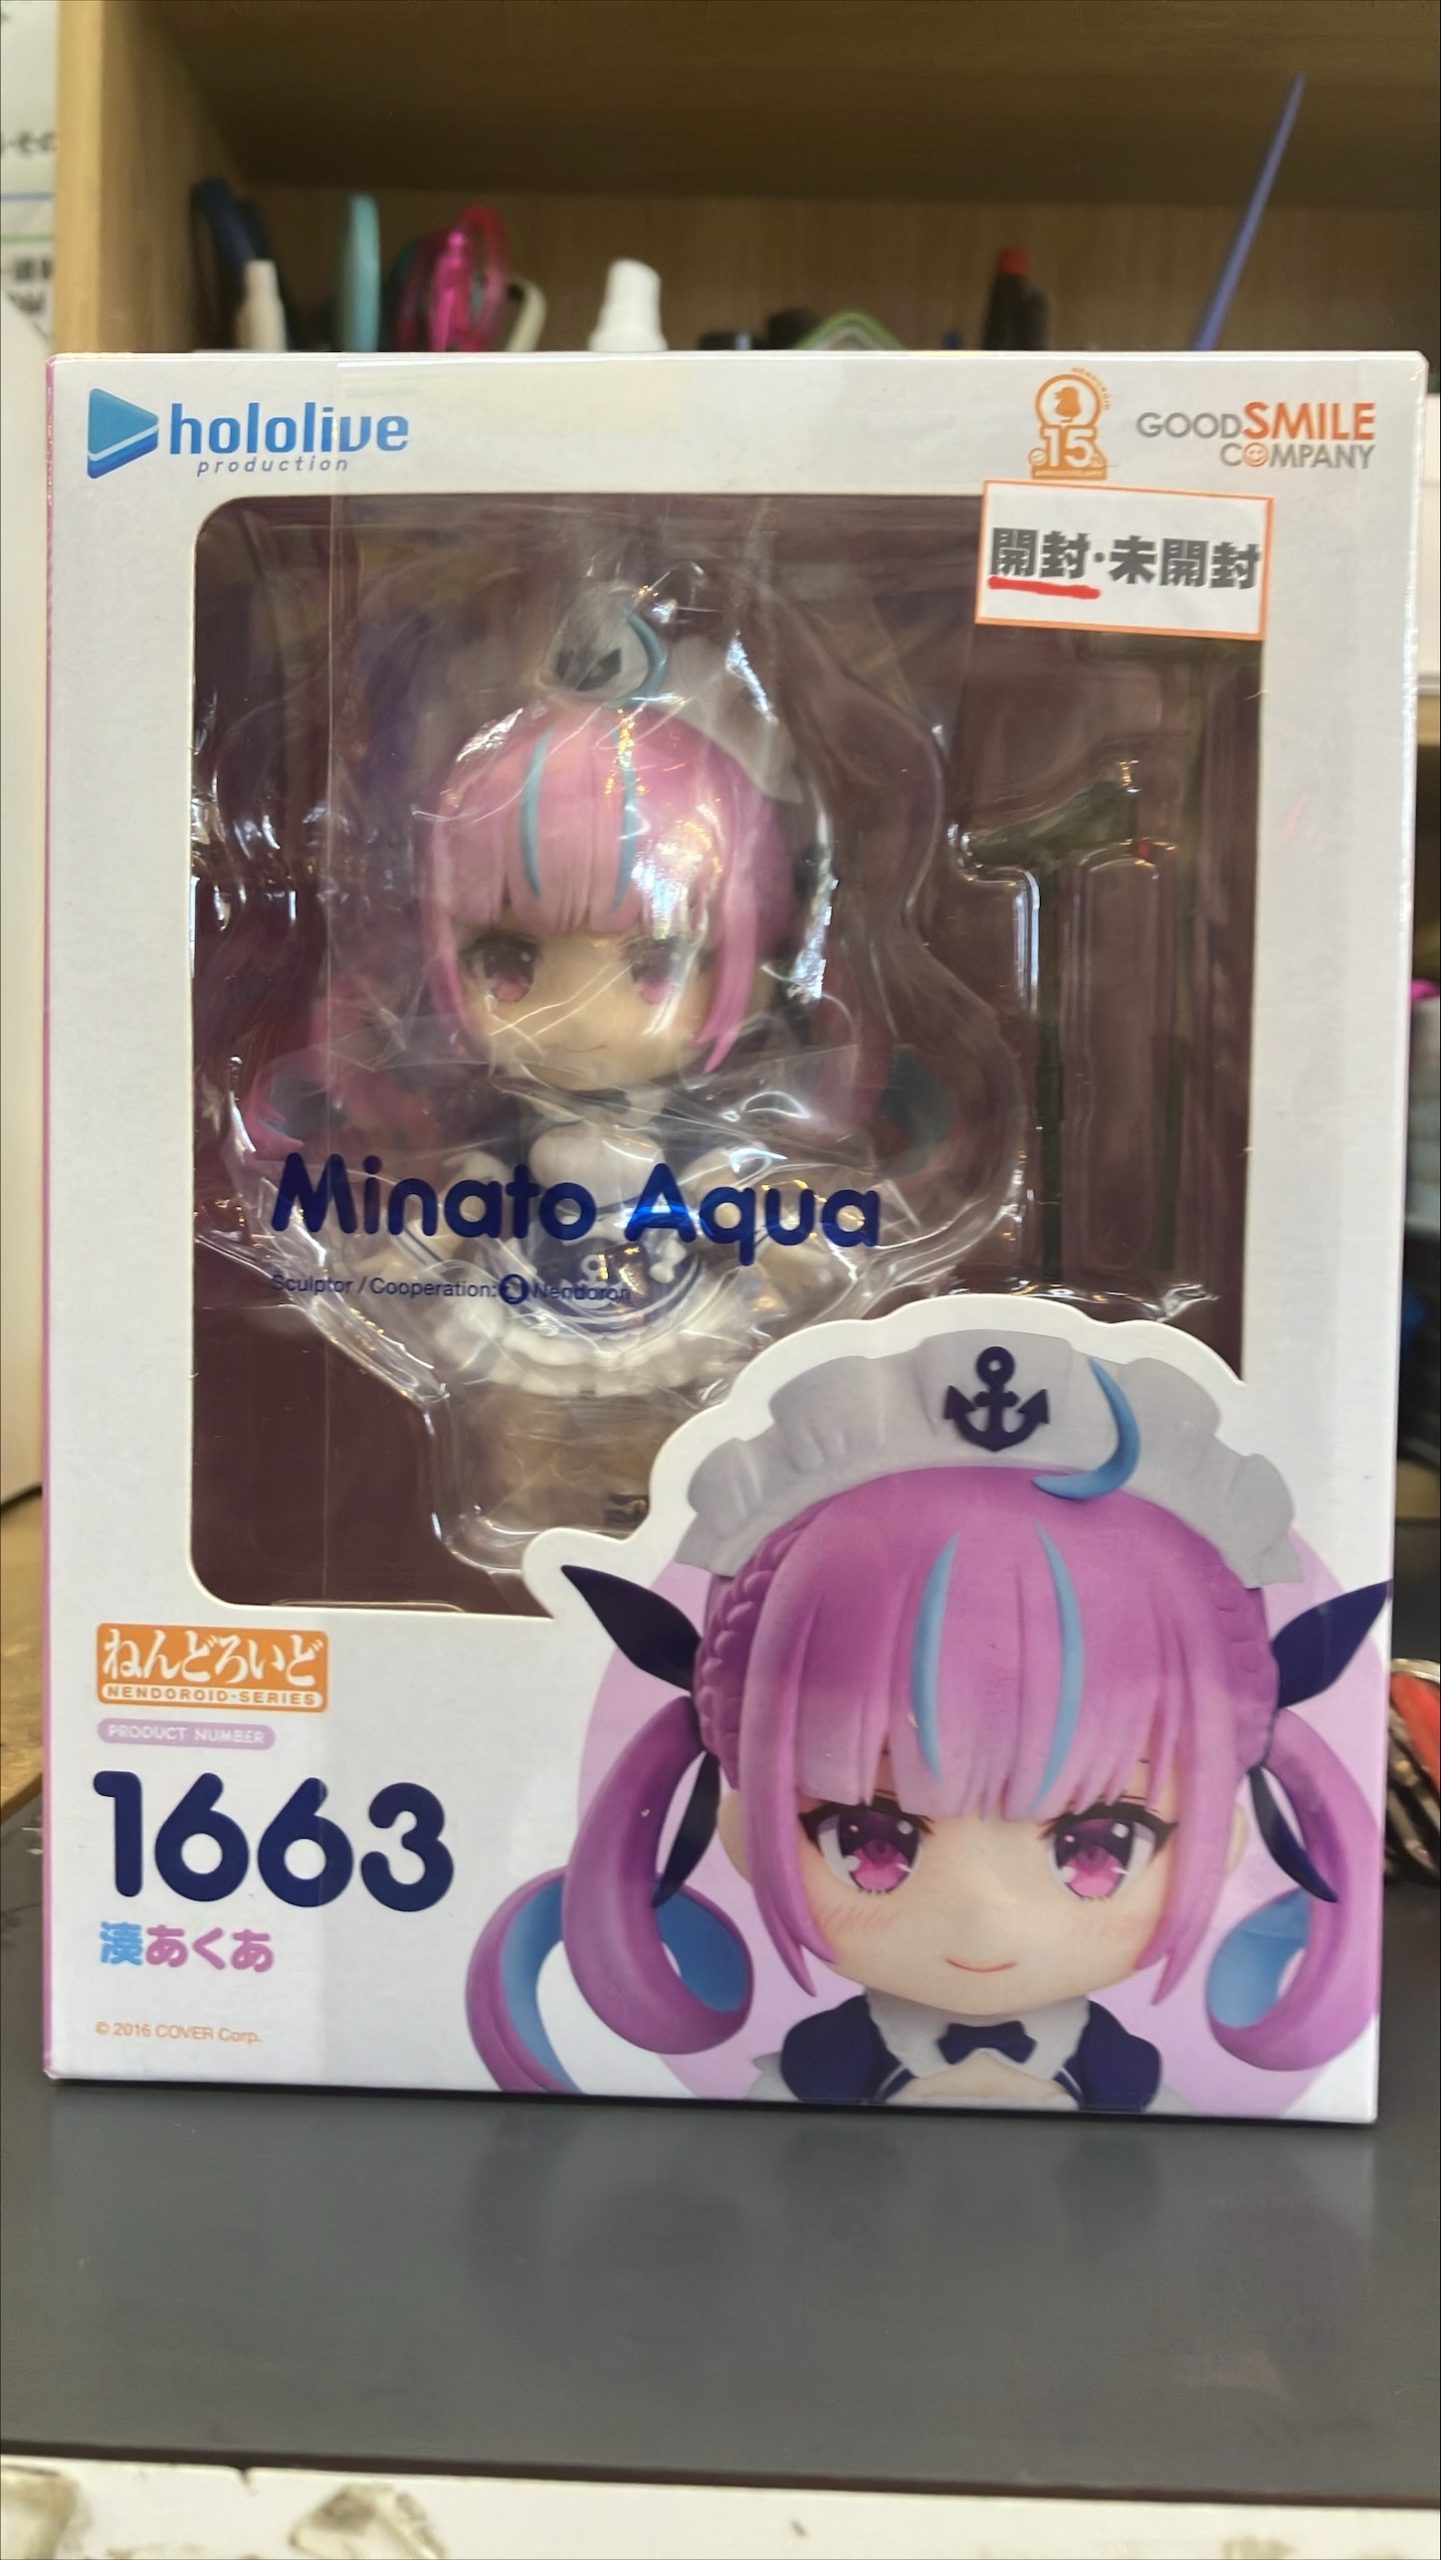 hololive
production
15
GOODSMILE
COMPANY
開封・未開封
Minato Aqua
Sculptor / Cooperation: Nendoron
ねんどろいど
NENDOROID-SERIES
PRODUCT NUMBER
1663
湊あくあ
© 2016 COVER Corp.